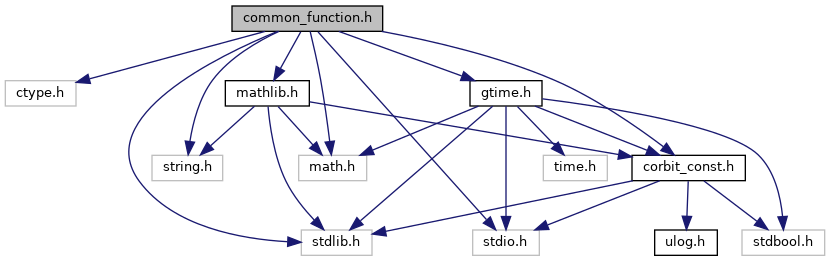 common_function.h
ctype.h
mathlib.h
gtime.h
string.h
math.h
time.h
corbit_const.h
stdlib.h
stdio.h
ulog.h
stdbool.h